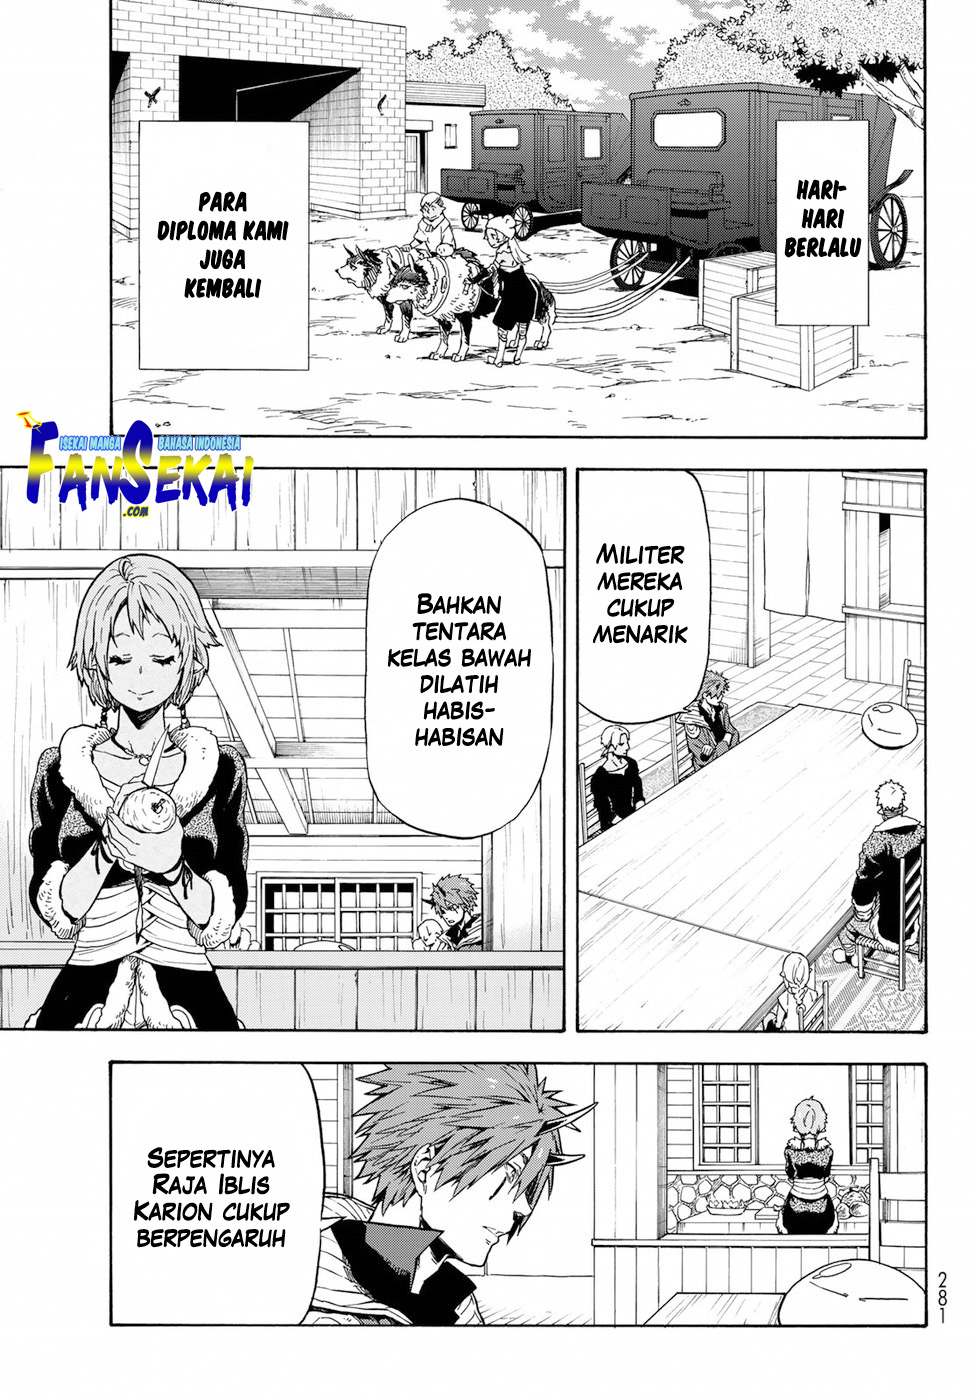 HARI-
HARI
BERLALU
PARA
DIPLOMA KAMI
JUGA
KEMBALI
ISEKAI MANGA BAHASA INDONESIA
FANSEKAI
.COM
MILITER
MEREKA
CUKUP
MENARIK
BAHKAN
TENTARA
KELAS BAWAH
DILATIH
HABIS-
HABISAN
SEPERTINYA
RAJA IBLIS
KARION CUKUP
BERPENGARUH
281